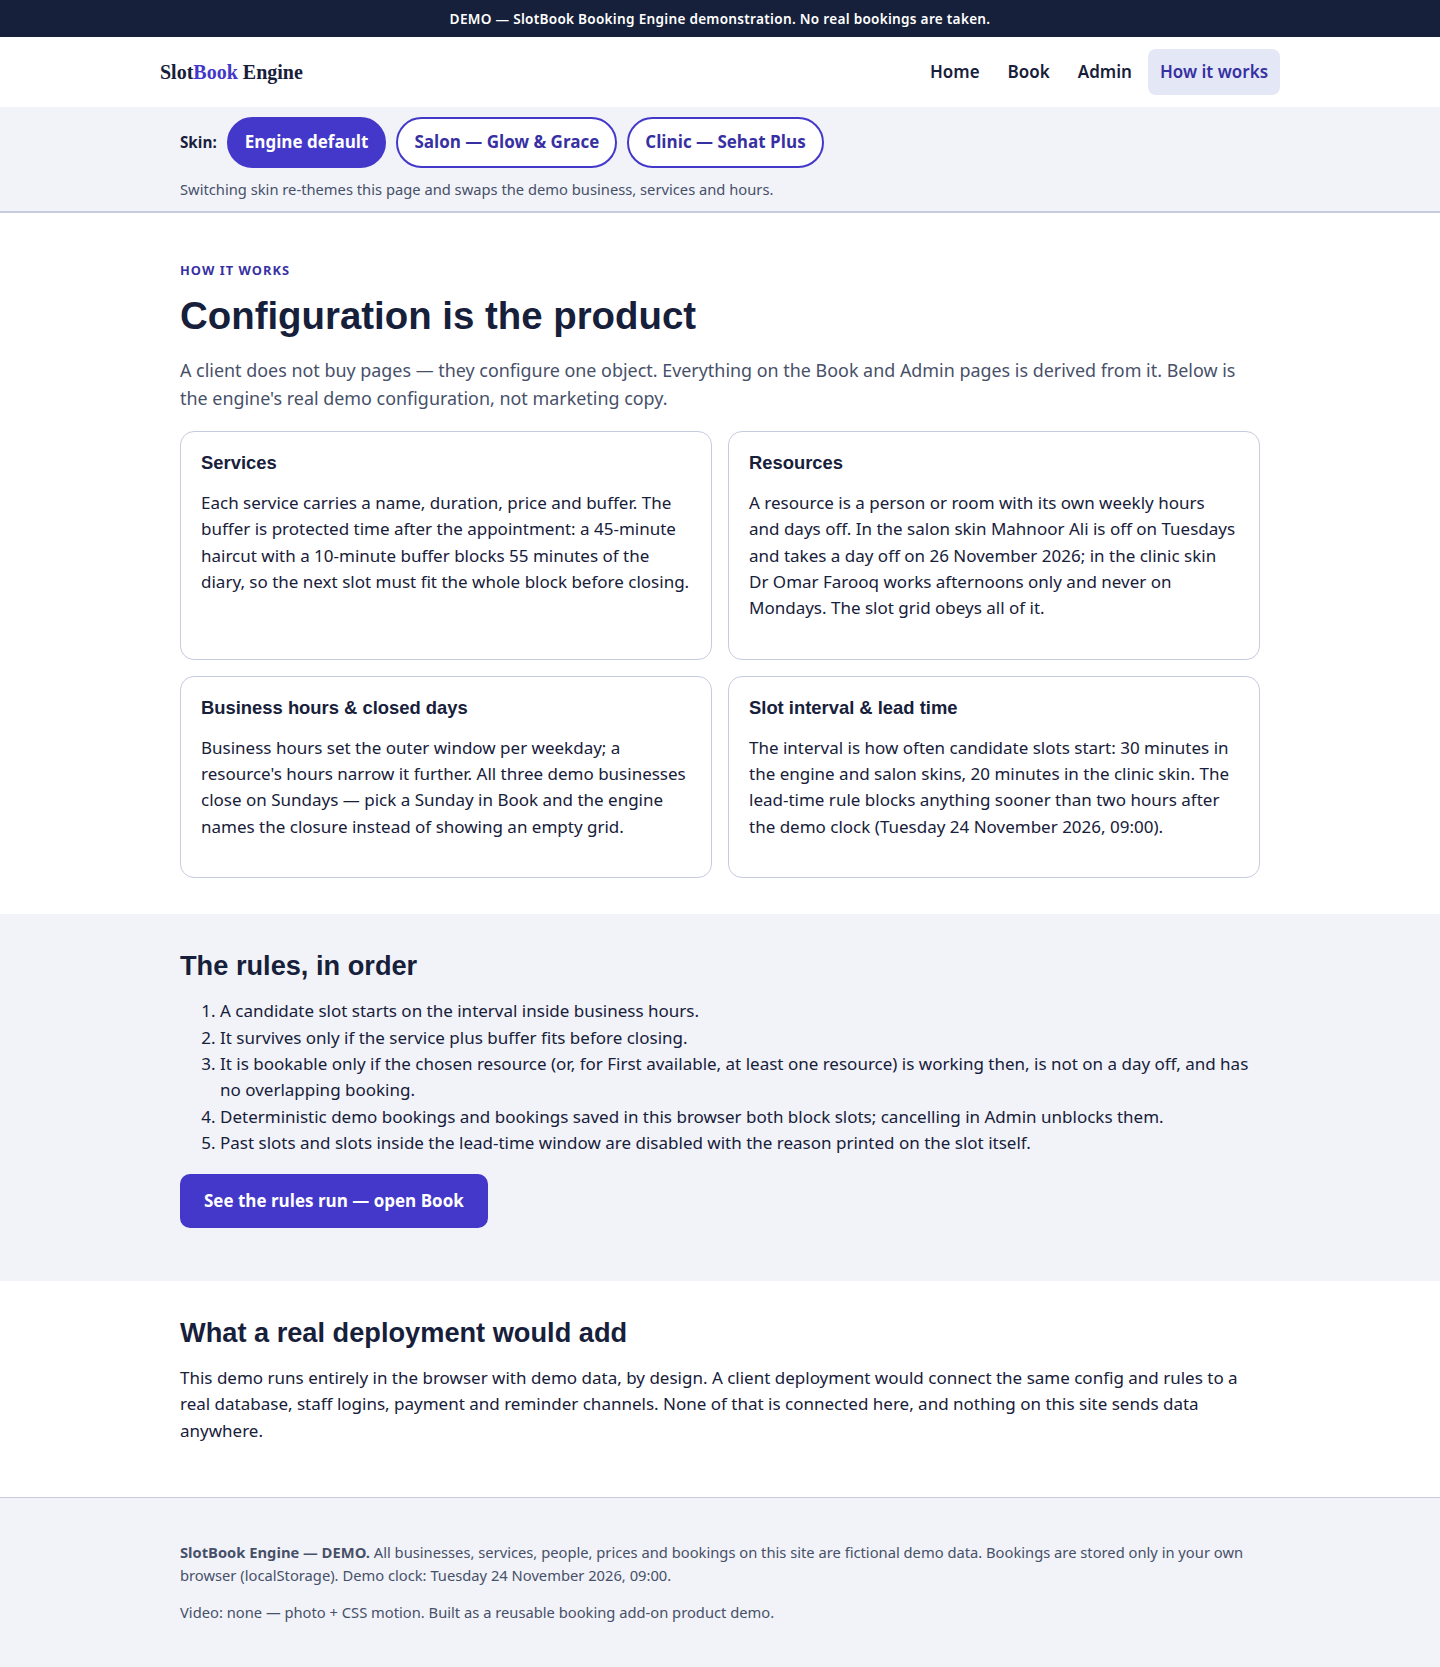 DEMO — SlotBook Booking Engine demonstration. No real bookings are taken.
SlotBook Engine
Home Book Admin How it works
Skin: Engine default Salon — Glow & Grace Clinic — Sehat Plus
Switching skin re-themes this page and swaps the demo business, services and hours.
HOW IT WORKS
Configuration is the product
A client does not buy pages — they configure one object. Everything on the Book and Admin pages is derived from it. Below is
the engine's real demo configuration, not marketing copy.
Services
Each service carries a name, duration, price and buffer. The
buffer is protected time after the appointment: a 45-minute
haircut with a 10-minute buffer blocks 55 minutes of the
diary, so the next slot must fit the whole block before closing.
Resources
A resource is a person or room with its own weekly hours
and days off. In the salon skin Mahnoor Ali is off on Tuesdays
and takes a day off on 26 November 2026; in the clinic skin
Dr Omar Farooq works afternoons only and never on
Mondays. The slot grid obeys all of it.
Business hours & closed days
Business hours set the outer window per weekday; a
resource's hours narrow it further. All three demo businesses
close on Sundays — pick a Sunday in Book and the engine
names the closure instead of showing an empty grid.
Slot interval & lead time
The interval is how often candidate slots start: 30 minutes in
the engine and salon skins, 20 minutes in the clinic skin. The
lead-time rule blocks anything sooner than two hours after
the demo clock (Tuesday 24 November 2026, 09:00).
The rules, in order
1. A candidate slot starts on the interval inside business hours.
2. It survives only if the service plus buffer fits before closing.
3. It is bookable only if the chosen resource (or, for First available, at least one resource) is working then, is not on a day off, and has
no overlapping booking.
4. Deterministic demo bookings and bookings saved in this browser both block slots; cancelling in Admin unblocks them.
5. Past slots and slots inside the lead-time window are disabled with the reason printed on the slot itself.
See the rules run — open Book
What a real deployment would add
This demo runs entirely in the browser with demo data, by design. A client deployment would connect the same config and rules to a
real database, staff logins, payment and reminder channels. None of that is connected here, and nothing on this site sends data
anywhere.
SlotBook Engine — DEMO. All businesses, services, people, prices and bookings on this site are fictional demo data. Bookings are stored only in your own
browser (localStorage). Demo clock: Tuesday 24 November 2026, 09:00.
Video: none — photo + CSS motion. Built as a reusable booking add-on product demo.